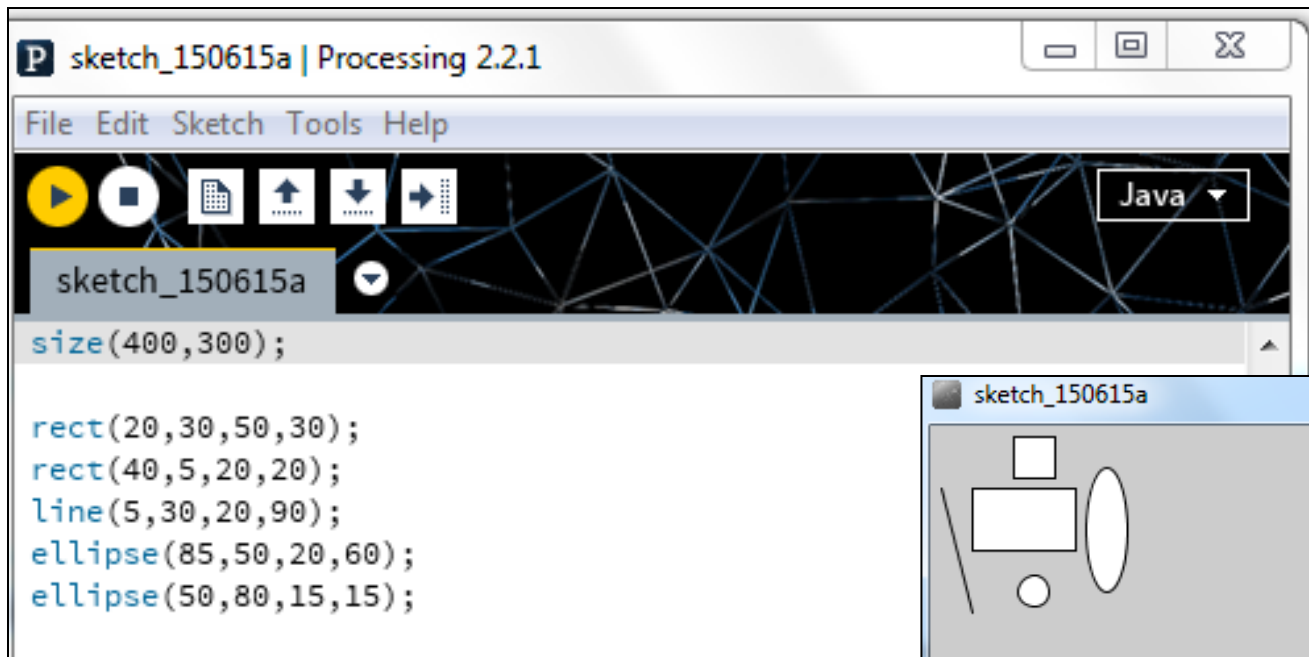 P sketch_150615a | Processing 2.2.1
File Edit Sketch Tools Help
Java
sketch_150615a
size(400,300);
rect(20,30,50,30);
rect(40,5,20,20);
line(5,30,20,90);
ellipse(85,50,20,60);
ellipse(50,80,15,15);
sketch_150615a